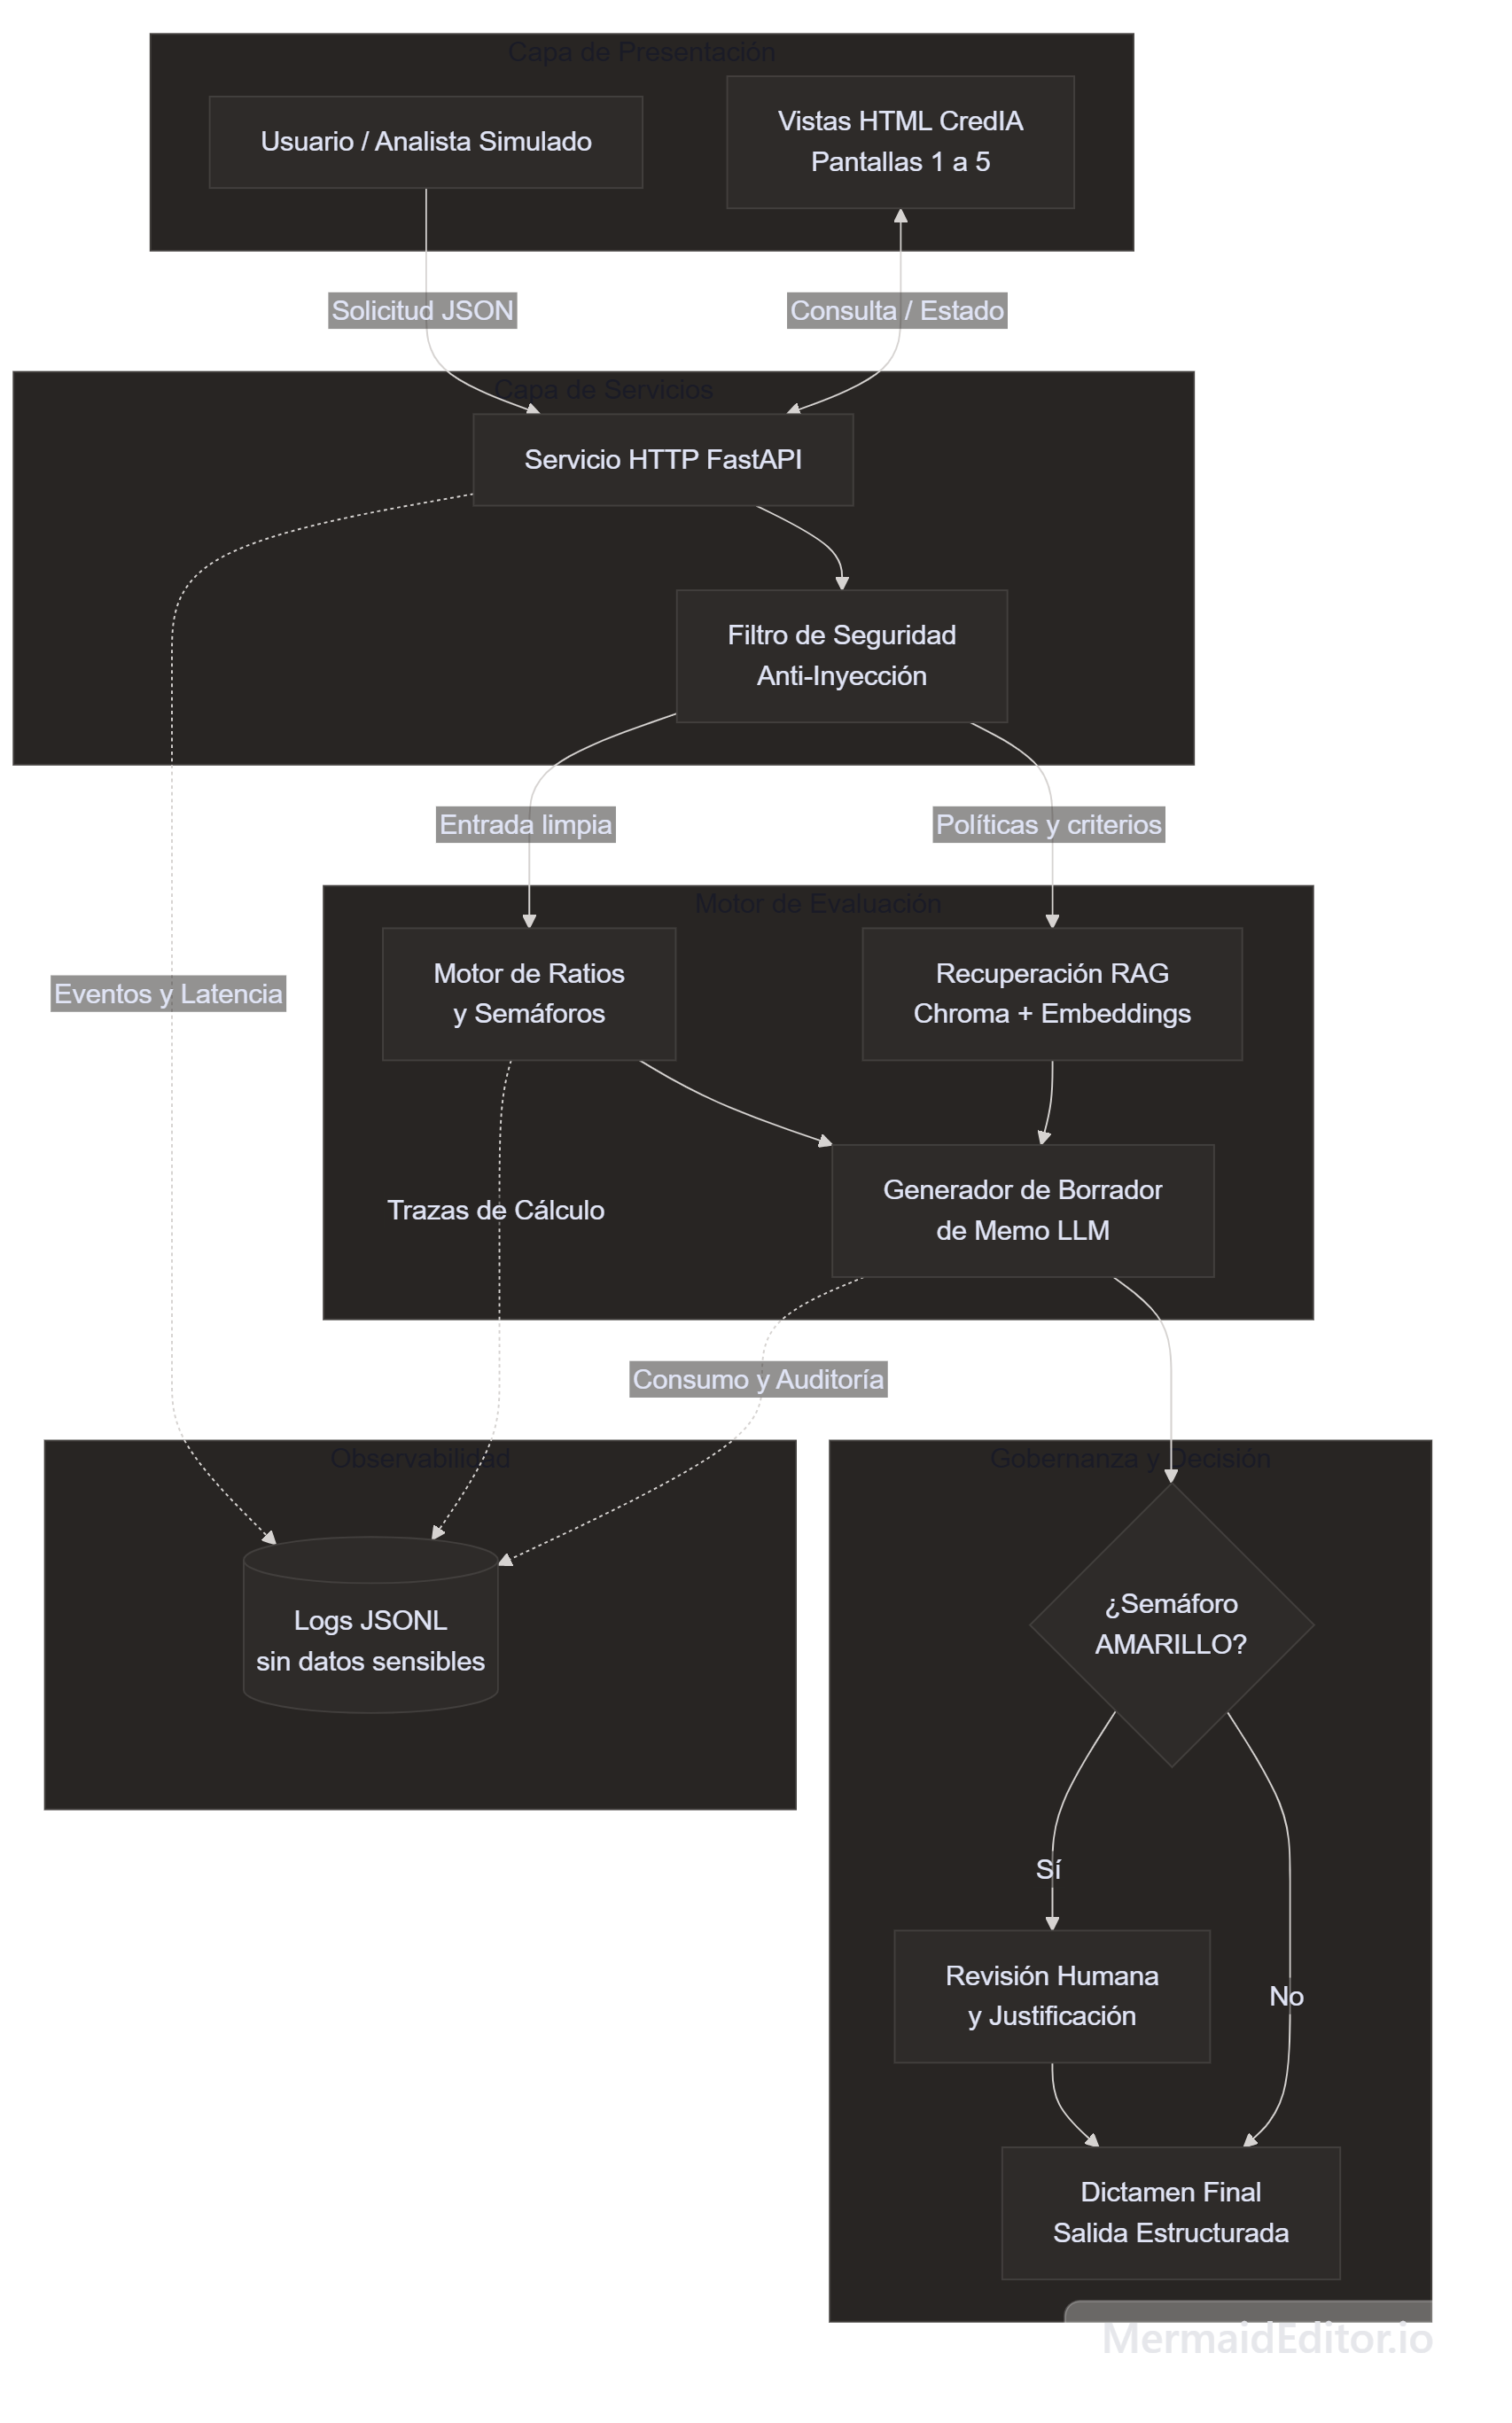 Capa de Presentación
Usuario / Analista Simulado
Vistas HTML CredIA
Pantallas 1 a 5
Solicitud JSON
Consulta / Estado
Capa de Servicios
Servicio HTTP FastAPI
Filtro de Seguridad
Anti-Inyección
Entrada limpia
Políticas y criterios
Motor de Evaluación
Motor de Ratios
y Semáforos
Recuperación RAG
Chroma + Embeddings
Eventos y Latencia
Trazas de Cálculo
Generador de Borrador
de Memo LLM
Consumo y Auditoría
Observabilidad
Logs JSONL
sin datos sensibles
Gobernanza y Decisión
¿Semáforo
AMARILLO?
Sí
No
Revisión Humana
y Justificación
Dictamen Final
Salida Estructurada
MermaidEditor.io